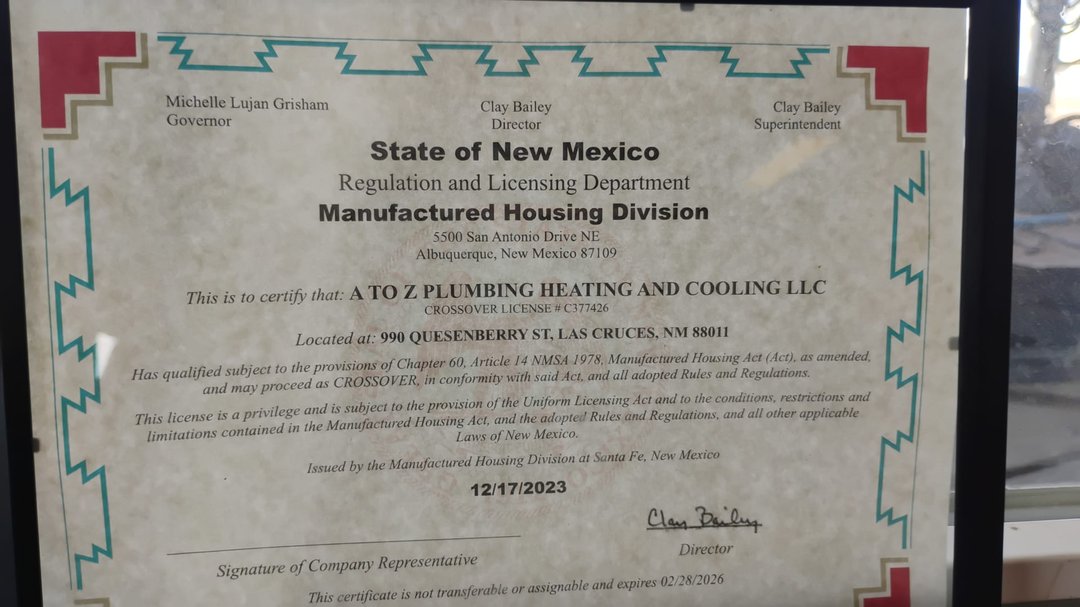 Michelle Lujan Grisham
Governor
Clay Bailey
Director
Clay Bailey
Superintendent
State of New Mexico
Regulation and Licensing Department
Manufactured Housing Division
5500 San Antonio Drive NE
Albuquerque, New Mexico 87109
This is to certify that: A TO Z PLUMBING HEATING AND COOLING LLC
CROSSOVER LICENSE # C377426
Located at: 990 QUESENBERRY ST, LAS CRUCES, NM 88011
Has qualified subject to the provisions of Chapter 60, Article 14 NMSA 1978, Manufactured Housing Act (Act), as amended,
and may proceed as CROSSOVER, in conformity with said Act, and all adopted Rules and Regulations.
This license is a privilege and is subject to the provision of the Uniform Licensing Act and to the conditions, restrictions and
limitations contained in the Manufactured Housing Act, and the adopted Rules and Regulations, and all other applicable
Laws of New Mexico.
Issued by the Manufactured Housing Division at Santa Fe, New Mexico
12/17/2023
Clay Bailey
Signature of Company Representative
Director
This certificate is not transferable or assignable and expires 02/28/2026